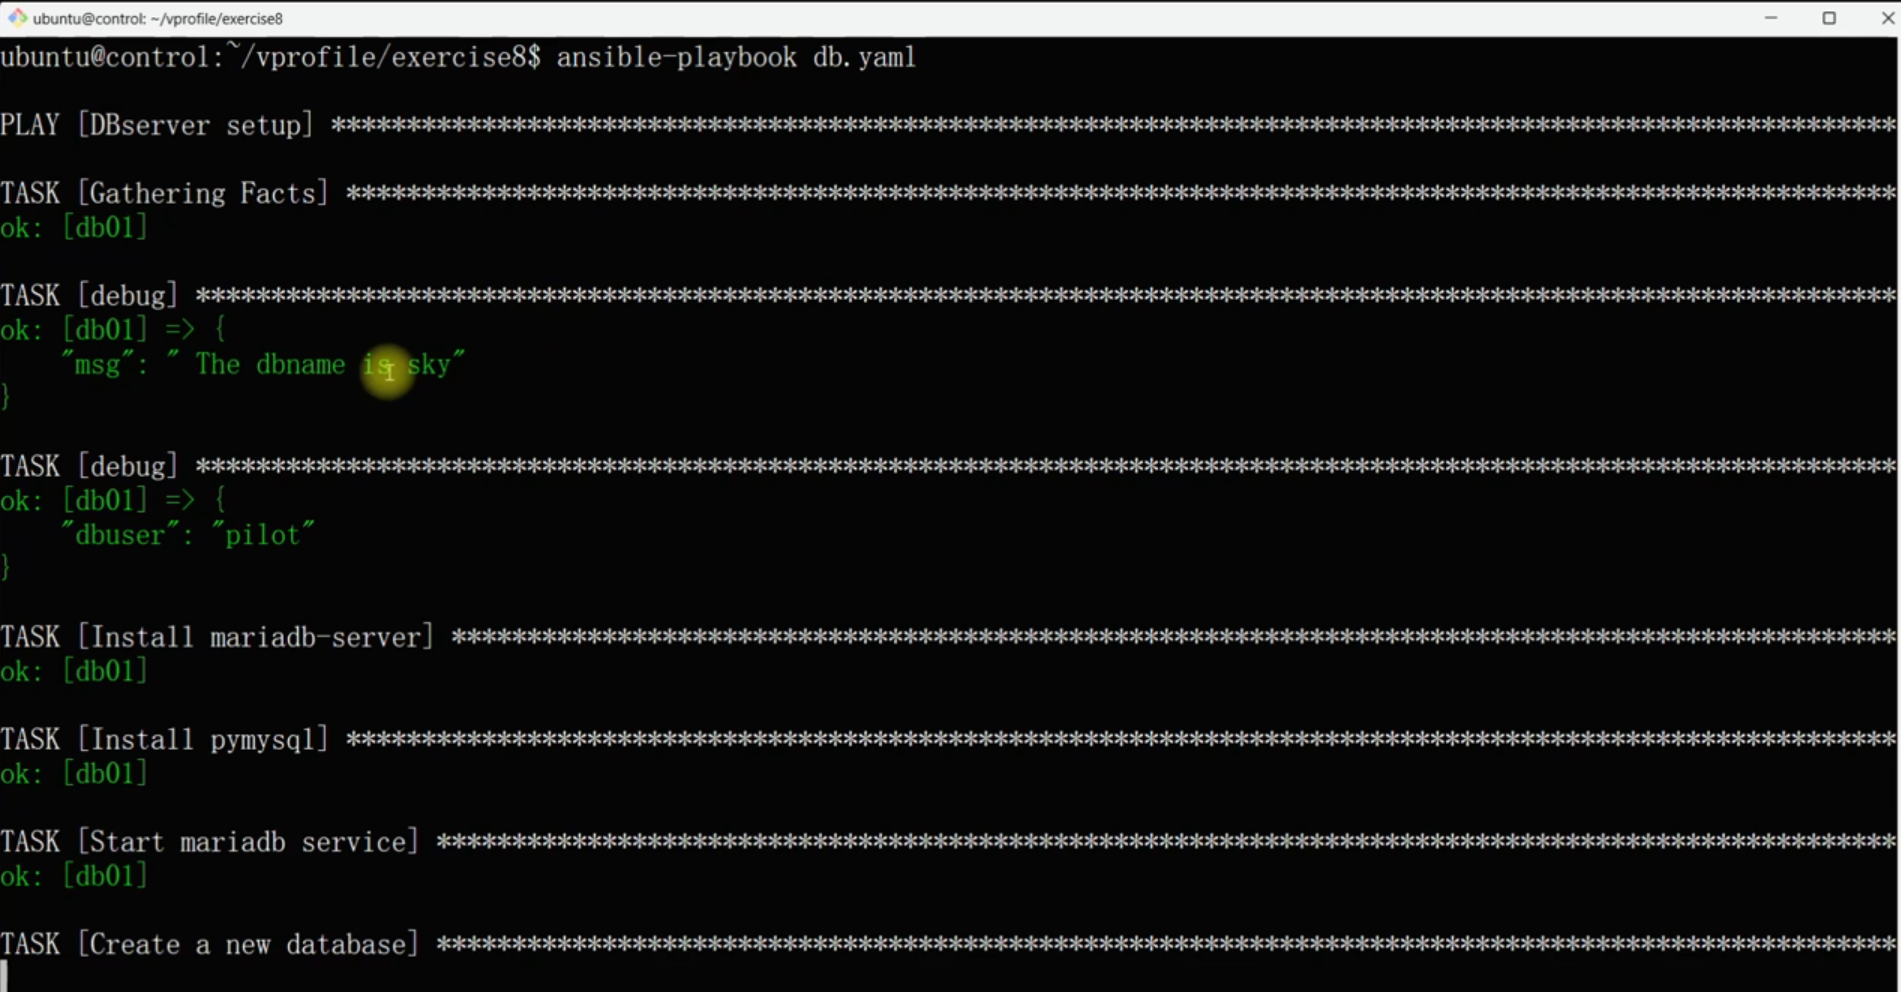 ubuntu@control: ~/vprofile/exercise8
ubuntu@control:~/vprofile/exercise8$ ansible-playbook db.yaml
PLAY [DBserver setup] *********************************************************************************************************
TASK [Gathering Facts] ********************************************************************************************************
ok: [db01]
TASK [debug] ******************************************************************************************************************
ok: [db01] => {
"msg": " The dbname is sky"
}
TASK [debug] ******************************************************************************************************************
ok: [db01] => {
"dbuser": "pilot"
}
TASK [Install mariadb-server] *************************************************************************************************
ok: [db01]
TASK [Install pymysql] ********************************************************************************************************
ok: [db01]
TASK [Start mariadb service] **************************************************************************************************
ok: [db01]
TASK [Create a new database] **************************************************************************************************